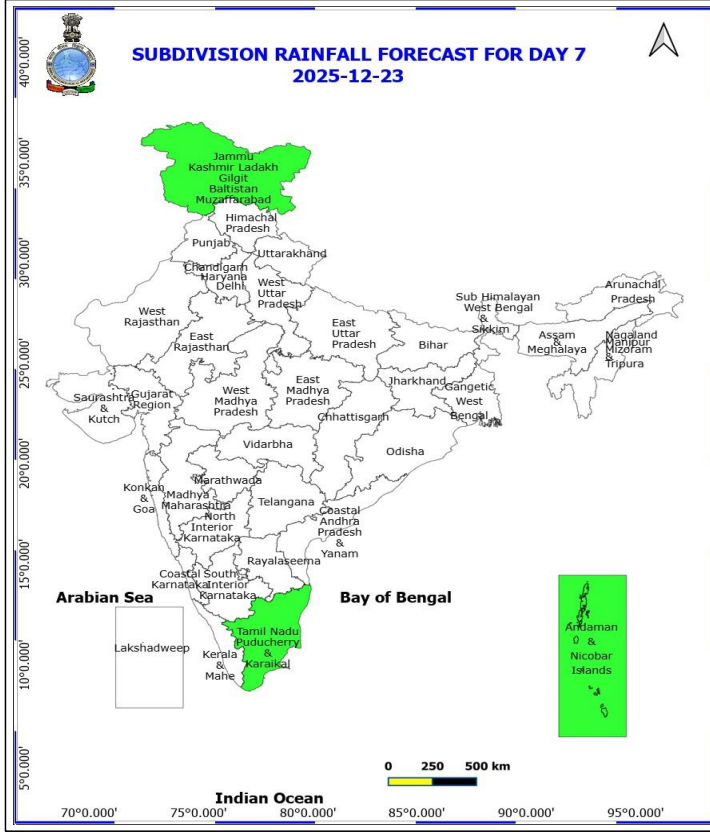 SUBDIVISION RAINFALL FORECAST FOR DAY 7
2025-12-23
40°0.000'
35°0.000'
30°0.000'
25°0.000'
20°0.000'
15°0.000'
10°0.000'
5°0.000'
Jammu
Kashmir Ladakh
Gilgit
Baltistan
Muzaffarabad
Himachal
Pradesh
Punjab
Uttarakhand
Chandigarh
Haryana
Delhi
West
Uttar
Pradesh
West
Rajasthan
East
Rajasthan
East
Uttar
Pradesh
Bihar
Sub Himalayan
West Bengal
&
Sikkim
Arunachal
Pradesh
Assam
&
Meghalaya
Nagaland
Manipur
Mizoram
&
Tripura
Saurashtra
&
Kutch
Gujarat
Region
West
Madhya
Pradesh
East
Madhya
Pradesh
Jharkhand
Gangetic
West
Bengal
Chhattisgarh
Vidarbha
Odisha
Konkan
&
Goa
Madhya
Maharashtra
Marathwada
Telangana
North
Interior
Karnataka
Coastal
Andhra
Pradesh
&
Yanam
Rayalaseema
Coastal
Karnataka
South
Interior
Karnataka
Arabian Sea
Bay of Bengal
Lakshadweep
Kerala
&
Mahe
Tamil Nadu
Puducherry
&
Karaikal
Andaman
&
Nicobar
Islands
0 250 500 km
Indian Ocean
70°0.000' 75°0.000' 80°0.000' 85°0.000' 90°0.000' 95°0.000'